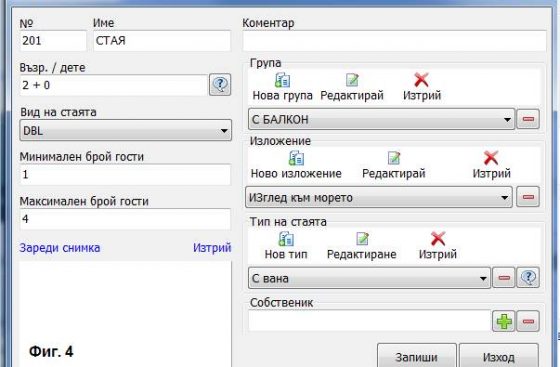 № Име
201 СТАЯ
Възр. / дете
2 + 0
Вид на стаята
DBL
Минимален брой гости
1
Максимален брой гости
4
Зареди снимка Изтрий
Фиг. 4
Коментар
Група
Нова група Редактирай Изтрий
С БАЛКОН
Изложение
Ново изложение Редактирай Изтрий
ИЗглед към морето
Тип на стаята
Нов тип Редактиране Изтрий
С вана
Собственик
Запиши Изход